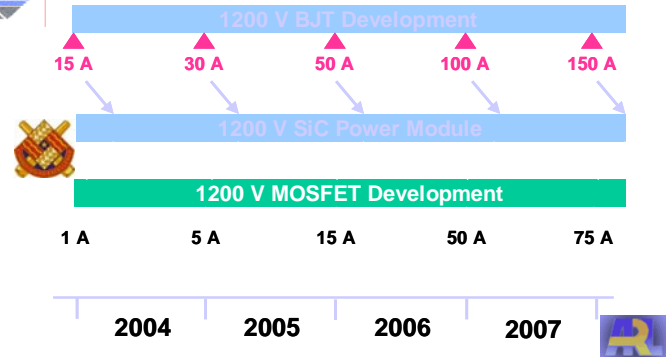 1200 V BJT Development
15 A 30 A 50 A 100 A 150 A
1200 V SiC Power Module
1200 V MOSFET Development
1 A 5 A 15 A 50 A 75 A
2004 2005 2006 2007
ARL